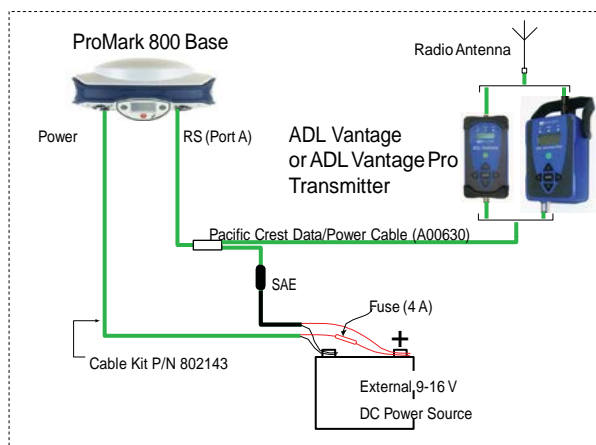 ProMark 800 Base
Radio Antenna
Power
RS (Port A)
ADL Vantage
or ADL Vantage Pro
Transmitter
Pacific Crest Data/Power Cable (A00630)
SAE
Fuse (4 A)
+
Cable Kit P/N 802143
External 9-16 V
DC Power Source